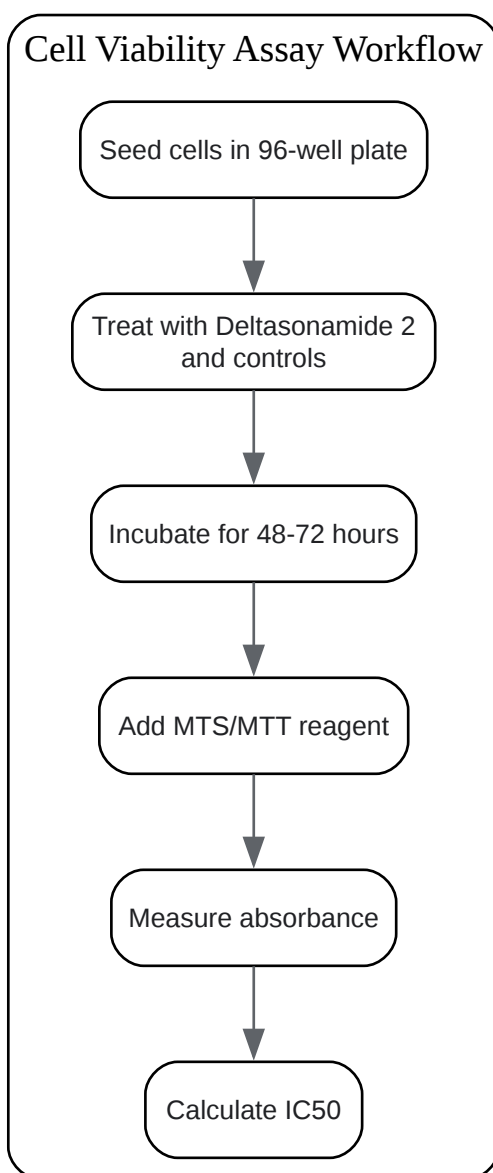 Cell Viability Assay Workflow
Seed cells in 96-well plate
Treat with Deltasonamide 2
and controls
Incubate for 48-72 hours
Add MTS/MTT reagent
Measure absorbance
Calculate IC50